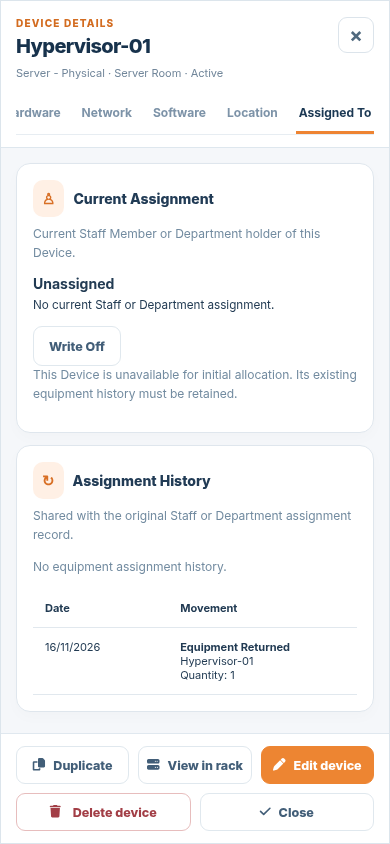 DEVICE DETAILS
Hypervisor-01
Server - Physical · Server Room · Active
ardware Network Software Location Assigned To
Current Assignment
Current Staff Member or Department holder of this
Device.
Unassigned
No current Staff or Department assignment.
Write Off
This Device is unavailable for initial allocation. Its existing
equipment history must be retained.
Assignment History
Shared with the original Staff or Department assignment
record.
No equipment assignment history.
Date Movement
16/11/2026 Equipment Returned
Hypervisor-01
Quantity: 1
Duplicate View in rack Edit device
Delete device Close